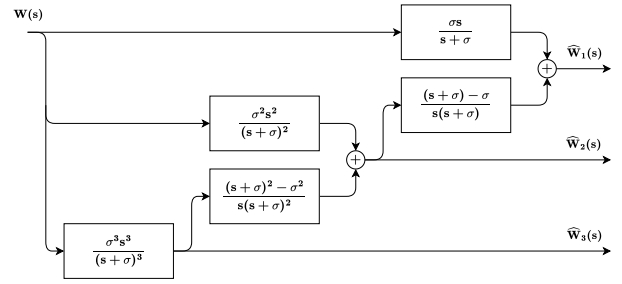 W(s)
σs
s + σ
Ŵ₁(s)
(s + σ) − σ
s(s + σ)
σ²s²
(s + σ)²
Ŵ₂(s)
(s + σ)² − σ²
s(s + σ)²
σ³s³
(s + σ)³
Ŵ₃(s)